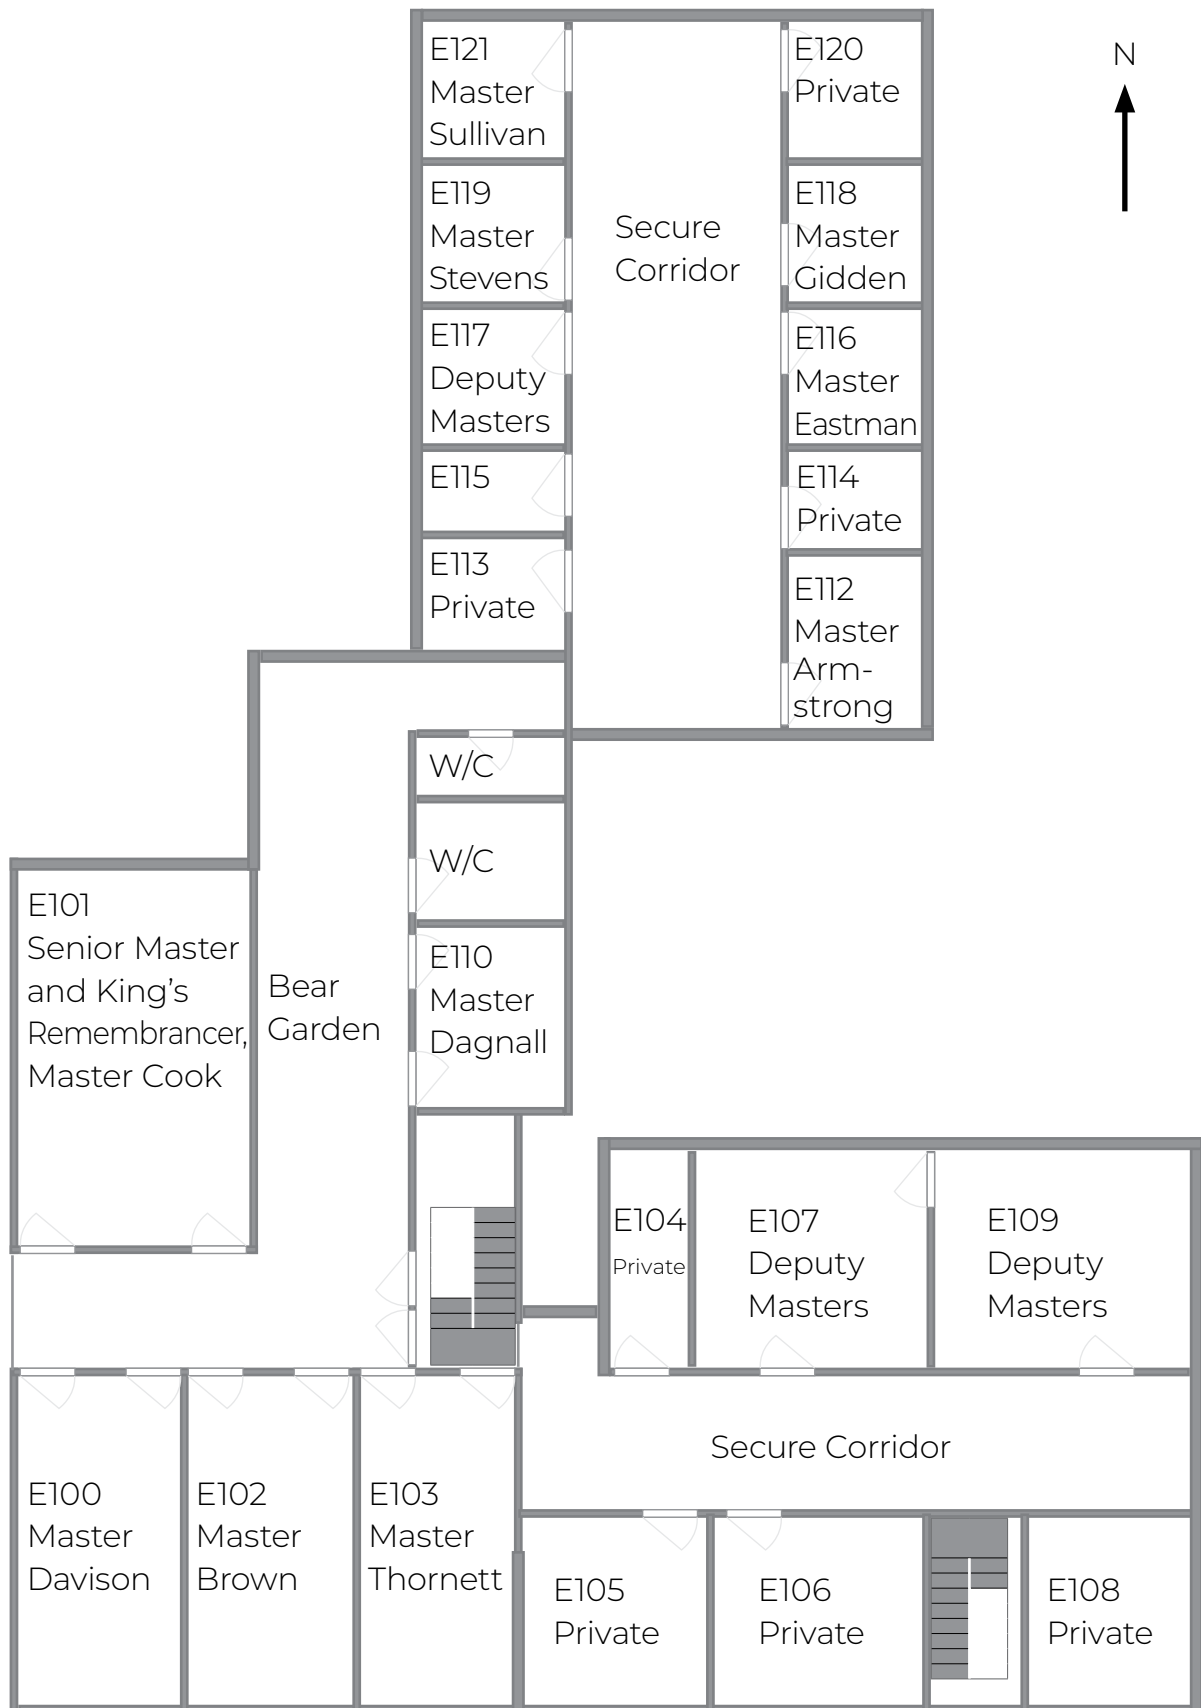 N
E121
Master
Sullivan
E120
Private
E119
Master
Stevens
Secure
Corridor
E118
Master
Gidden
E117
Deputy
Masters
E116
Master
Eastman
E115
E114
Private
E113
Private
E112
Master
Arm-
strong
W/C
W/C
E101
Senior Master
and King's
Remembrancer,
Master Cook
Bear
Garden
E110
Master
Dagnall
E104
Private
E107
Deputy
Masters
E109
Deputy
Masters
Secure Corridor
E100
Master
Davison
E102
Master
Brown
E103
Master
Thornett
E105
Private
E106
Private
E108
Private